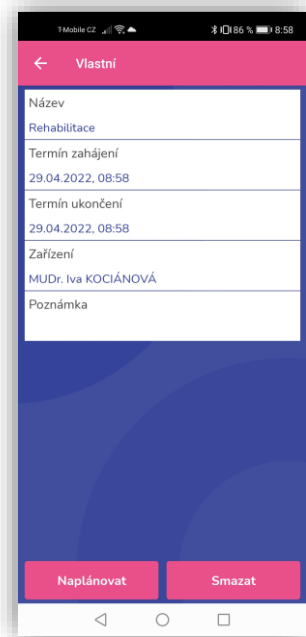 T-Mobile CZ 86 % 8:58
Vlastní
Název
Rehabilitace
Termín zahájení
29.04.2022, 08:58
Termín ukončení
29.04.2022, 08:58
Zařízení
MUDr. Iva KOCIÁNOVÁ
Poznámka
Naplánovat Smazat